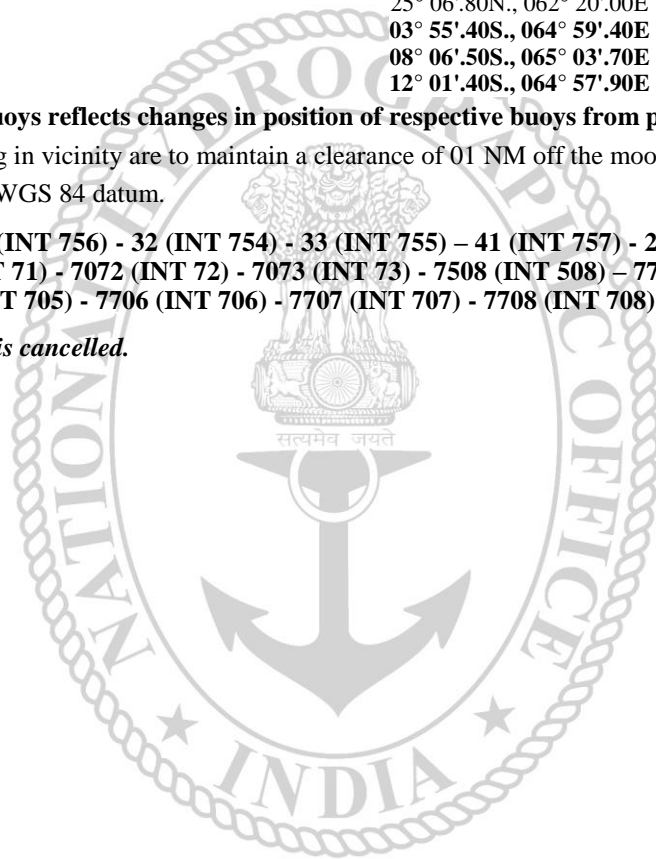 25° 06'.80N., 062° 20'.00E
03° 55'.40S., 064° 59'.40E
08° 06'.50S., 065° 03'.70E
12° 01'.40S., 064° 57'.90E
uoys reflects changes in position of respective buoys from p
g in vicinity are to maintain a clearance of 01 NM off the moo
WGS 84 datum.
(INT 756) - 32 (INT 754) - 33 (INT 755) – 41 (INT 757) - 2
T 71) - 7072 (INT 72) - 7073 (INT 73) - 7508 (INT 508) – 77
NT 705) - 7706 (INT 706) - 7707 (INT 707) - 7708 (INT 708)
is cancelled.
NATIONAL HYDROGRAPHIC OFFICE
सत्यमेव जयते
INDIA